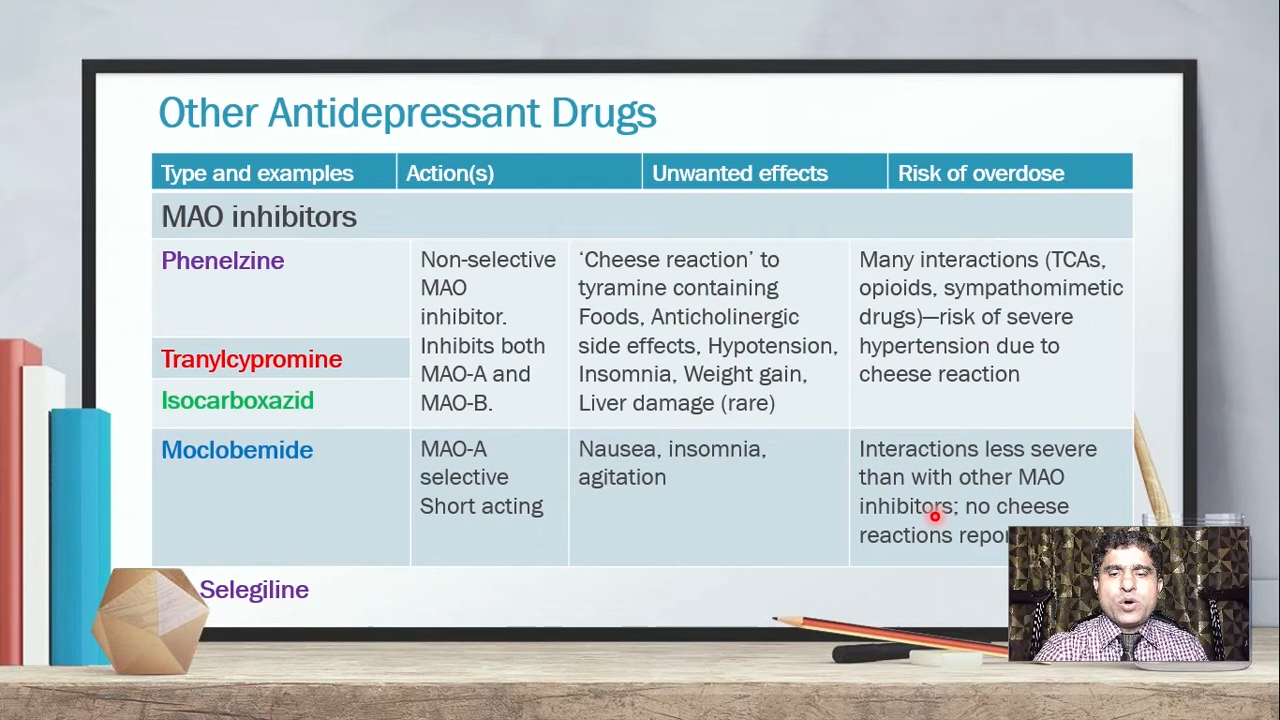 Other Antidepressant Drugs
Type and examples
Action(s)
Unwanted effects
Risk of overdose
MAO inhibitors
Phenelzine
Tranylcypromine
Isocarboxazid
Non-selective
MAO
inhibitor.
Inhibits both
MAO-A and
MAO-B.
‘Cheese reaction’ to
tyramine containing
Foods, Anticholinergic
side effects, Hypotension,
Insomnia, Weight gain,
Liver damage (rare)
Many interactions (TCAs,
opioids, sympathomimetic
drugs)—risk of severe
hypertension due to
cheese reaction
Moclobemide
MAO-A
selective
Short acting
Nausea, insomnia,
agitation
Interactions less severe
than with other MAO
inhibitors; no cheese
reactions
Selegiline